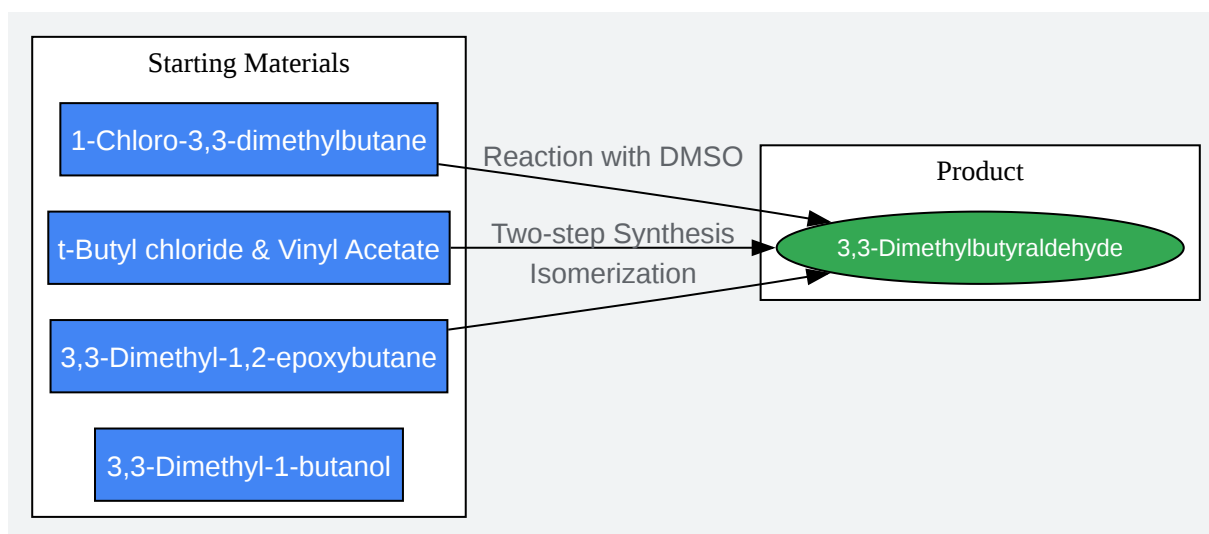 Starting Materials
1-Chloro-3,3-dimethylbutane
t-Butyl chloride & Vinyl Acetate
3,3-Dimethyl-1,2-epoxybutane
3,3-Dimethyl-1-butanol
Reaction with DMSO
Two-step Synthesis
Isomerization
Product
3,3-Dimethylbutyraldehyde